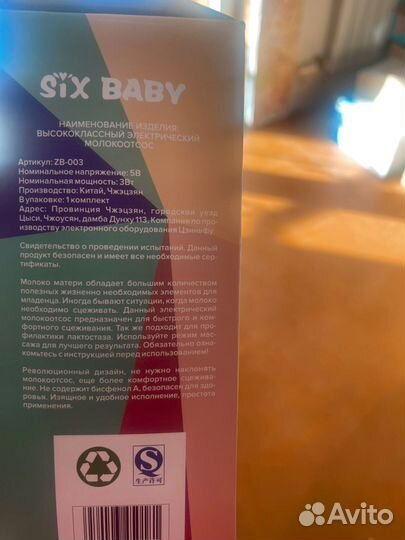 SIX BABY
НАИМЕНОВАНИЕ ИЗДЕЛИЯ:
ВЫСОКОКЛАССНЫЙ ЭЛЕКТРИЧЕСКИЙ
МОЛОКООТСОС
Артикул: ZB-003
Номинальное напряжение: 5В
Номинальная мощность: 3Вт
Производство: Китай, Чжэцзян
В упаковке: 1 комплект
Адрес: Провинция Чжэцзян, городской уезд
Цыси, Чжоусян, дамба Дунху 113, Компания по про-
изводству электронного оборудования Цзиньфу
Свидетельство о проведении испытаний. Данный
продукт безопасен и имеет все необходимые сер-
тификаты.
Молоко матери обладает большим количеством
полезных жизненно необходимых элементов для
младенца. Иногда бывают ситуации, когда молоко
необходимо сцеживать. Данный электрический
молокоотсос предназначен для быстрого и ком-
фортного сцеживания. Так же подходит для про-
филактики лактостаза. Используйте режим мас-
сажа для лучшего результата. Обязательно озна-
комьтесь с инструкцией перед использованием!
Революционный дизайн, не нужно наклонять
молокоотсос, еще более комфортное сцежива-
ние. Не содержит бисфенол А, безопасен для здо-
ровья. Изящное и удобное исполнение, простота
применения.
生产许可
Avito